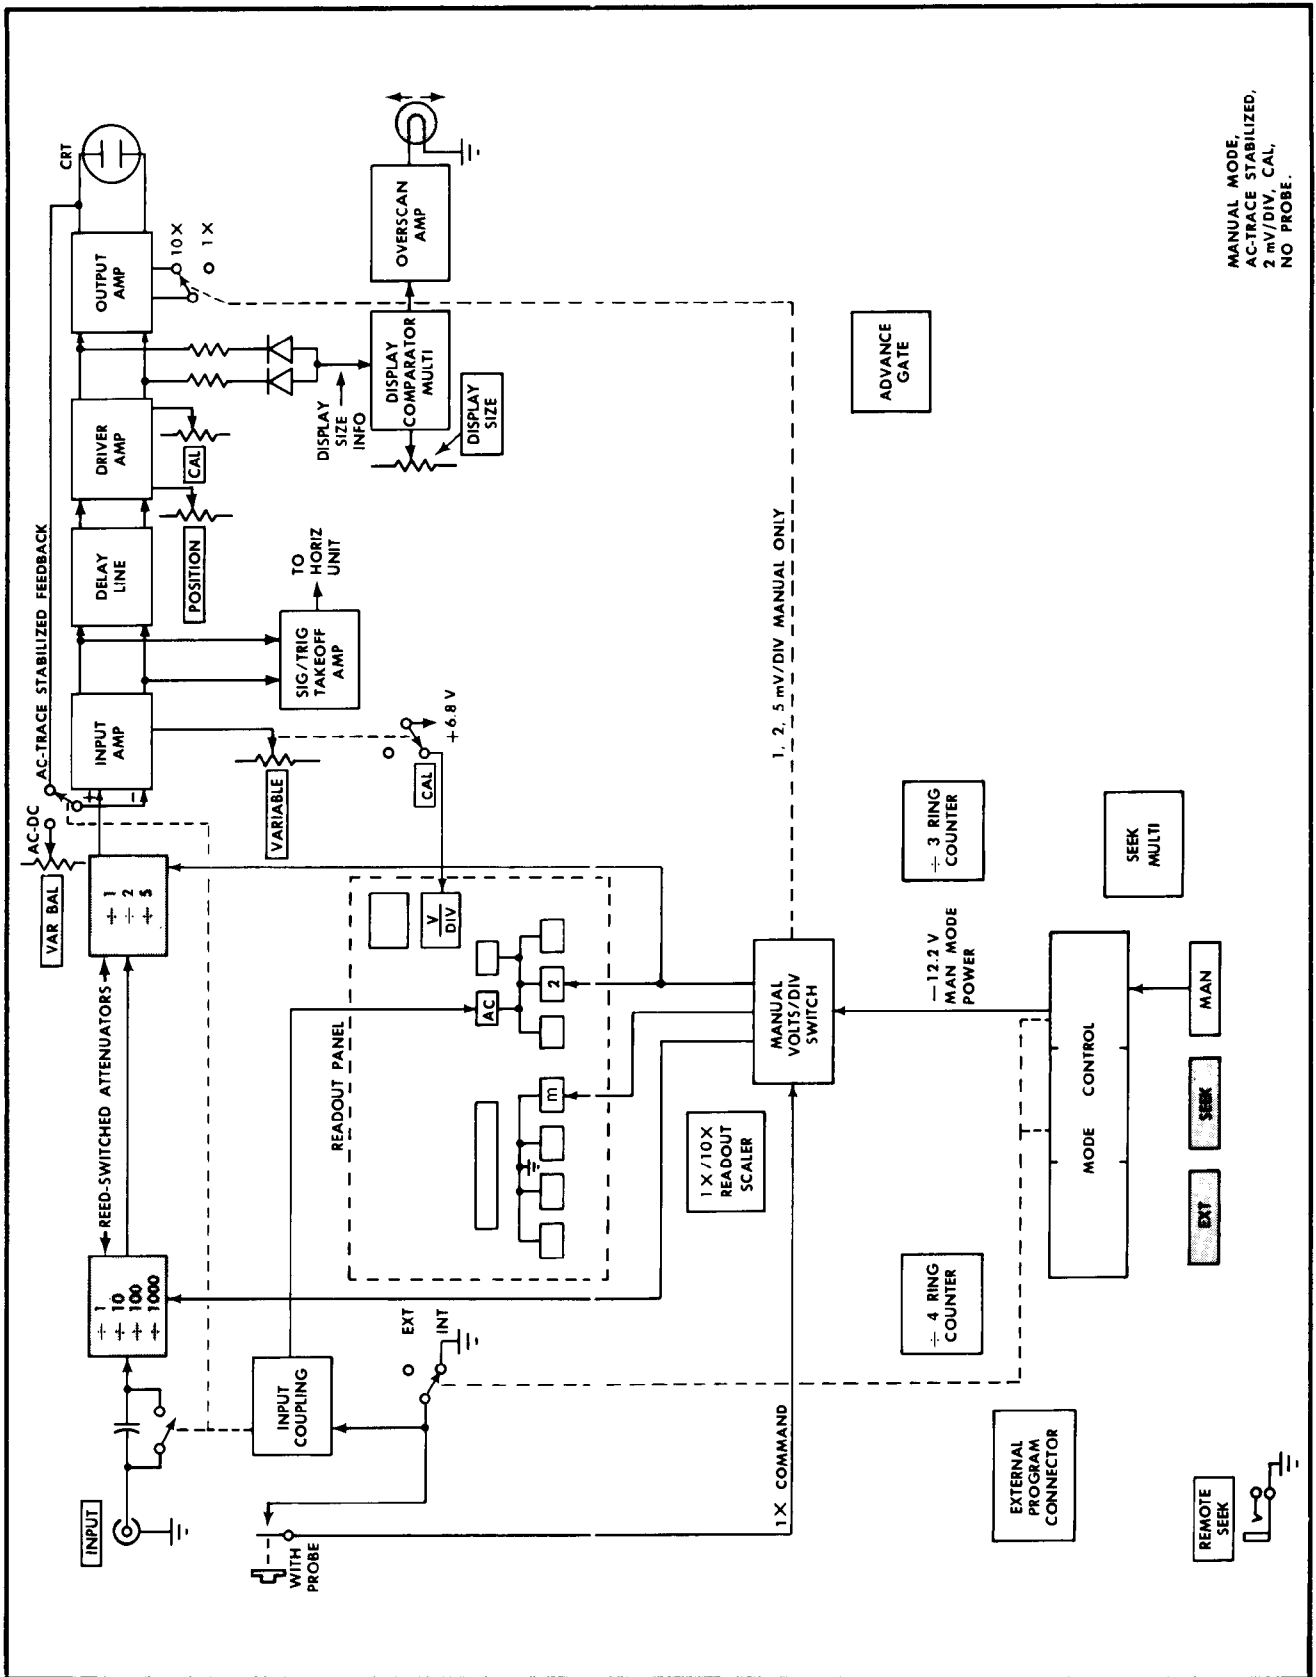 INPUT
÷ 1
÷ 10
÷ 100
÷ 1000
REED-SWITCHED ATTENUATORS
÷ 1
÷ 2
÷ 5
VAR BAL
AC-DC
AC-TRACE STABILIZED FEEDBACK
+
−
INPUT
AMP
DELAY
LINE
DRIVER
AMP
OUTPUT
AMP
CRT
10X
1X
POSITION
CAL
SIG/TRIG
TAKEOFF
AMP
TO
HORIZ
UNIT
DISPLAY
SIZE
INFO
DISPLAY
COMPARATOR
MULTI
DISPLAY
SIZE
OVERSCAN
AMP
VARIABLE
CAL
+6.8 V
WITH
PROBE
INPUT
COUPLING
EXT
INT
READOUT PANEL
m
AC
2
V
DIV
1X COMMAND
1X/10X
READOUT
SCALER
MANUAL
VOLTS/DIV
SWITCH
1, 2, 5 mV/DIV MANUAL ONLY
÷ 4 RING
COUNTER
÷ 3 RING
COUNTER
ADVANCE
GATE
—12.2 V
MAN MODE
POWER
EXTERNAL
PROGRAM
CONNECTOR
MODE CONTROL
SEEK
MULTI
REMOTE
SEEK
EXT
SEEK
MAN
MANUAL MODE,
AC-TRACE STABILIZED,
2 mV/DIV, CAL,
NO PROBE.